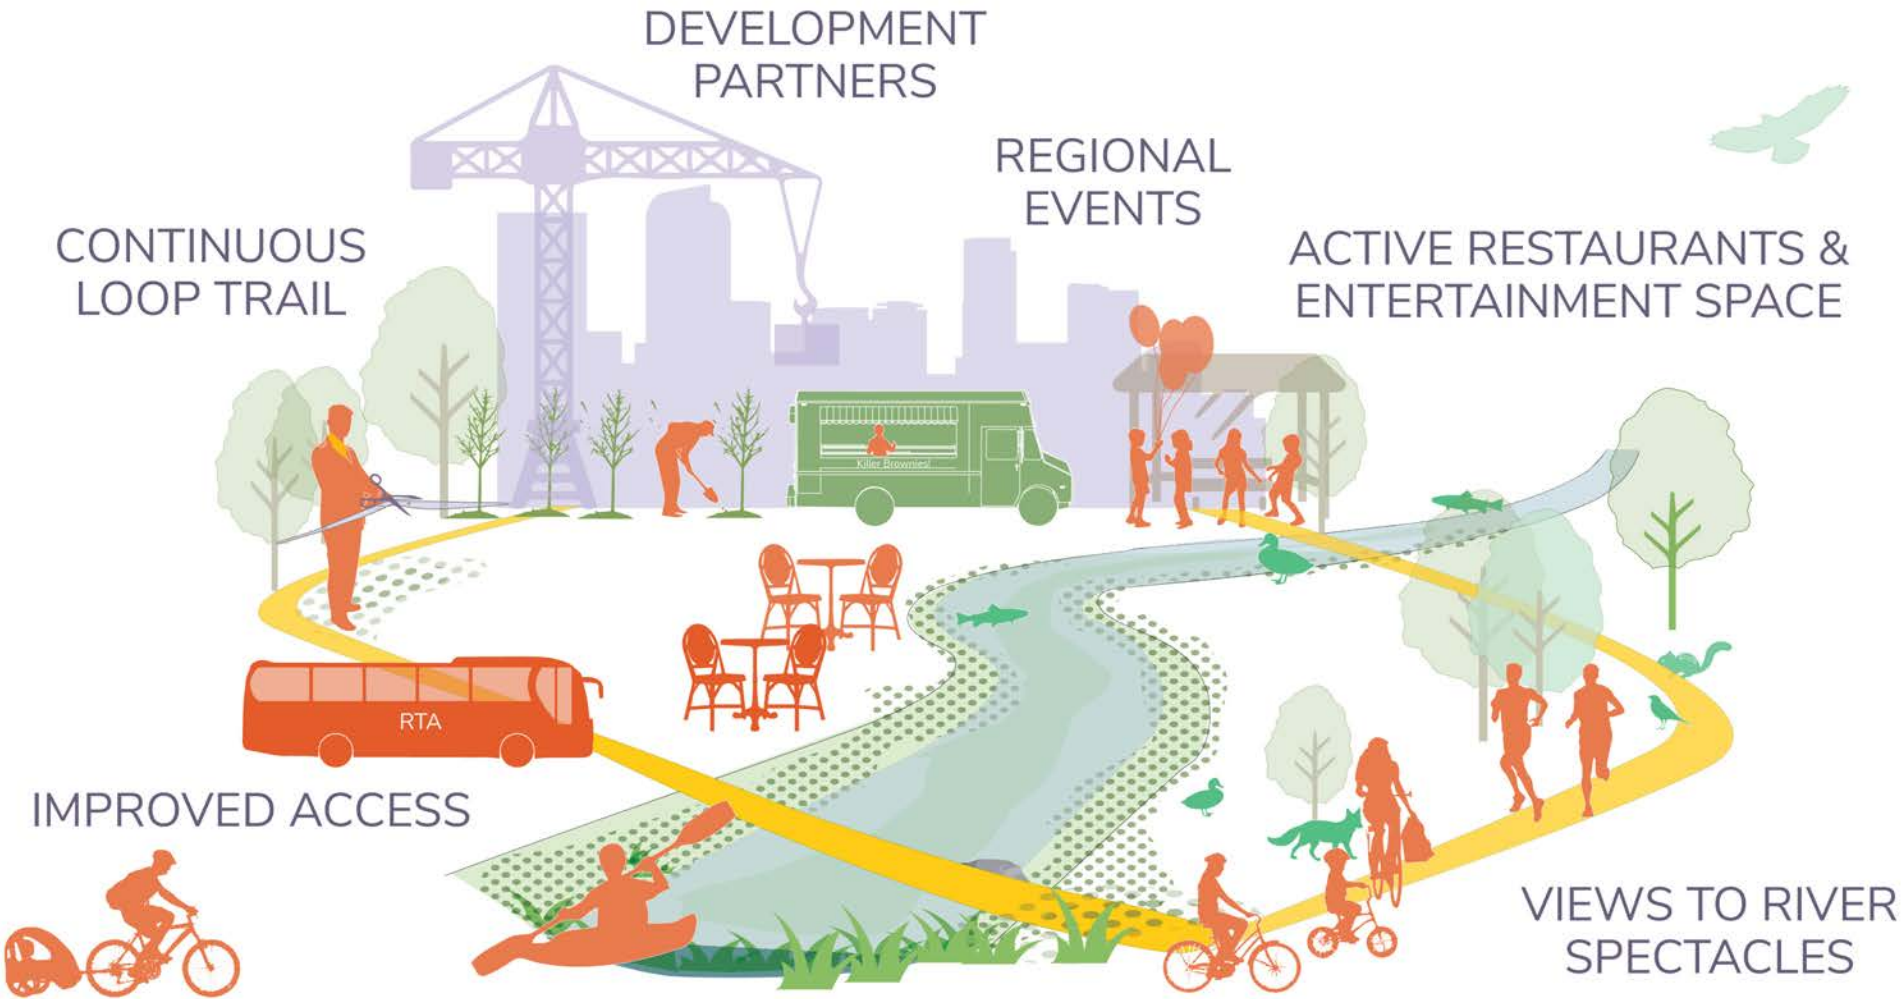 DEVELOPMENT
PARTNERS
REGIONAL
EVENTS
CONTINUOUS
LOOP TRAIL
ACTIVE RESTAURANTS &
ENTERTAINMENT SPACE
Killer Brownies!
RTA
IMPROVED ACCESS
VIEWS TO RIVER
SPECTACLES